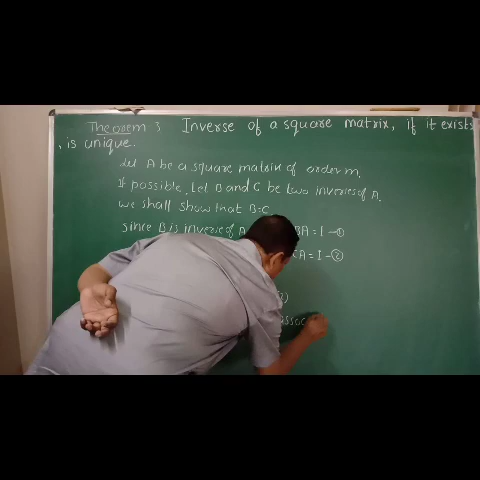 Theorem 3 Inverse of a square matrix, if it exists
, is unique.
Let A be a square matrix of order m.
If possible, Let B and C be two inverses of A.
we shall show that B=C
since B is inverse of A BA = I - ①
CA = I - ②